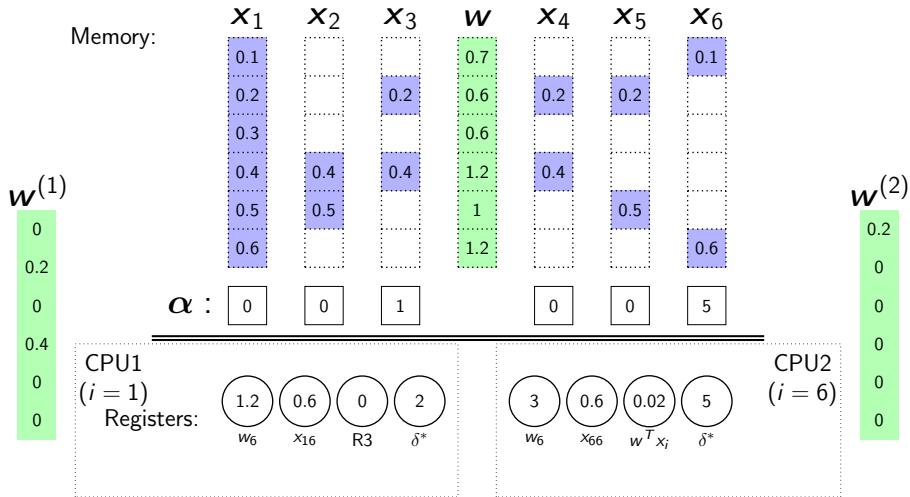 Memory:
x₁ x₂ x₃ w x₄ x₅ x₆
0.1 0.7 0.1
0.2 0.2 0.6 0.2 0.2
0.3 0.6
0.4 0.4 0.4 1.2 0.4
0.5 0.5 1 0.5
0.6 1.2 0.6
w⁽¹⁾
0
0.2
0
0.4
0
0
w⁽²⁾
0.2
0
0
0
0
0
α : 0 0 1 0 0 5
CPU1
(i = 1)
Registers:
1.2 0.6 0 2
w₆ x₁₆ R3 δ*
CPU2
(i = 6)
3 0.6 0.02 5
w₆ x₆₆ wᵀxᵢ δ*